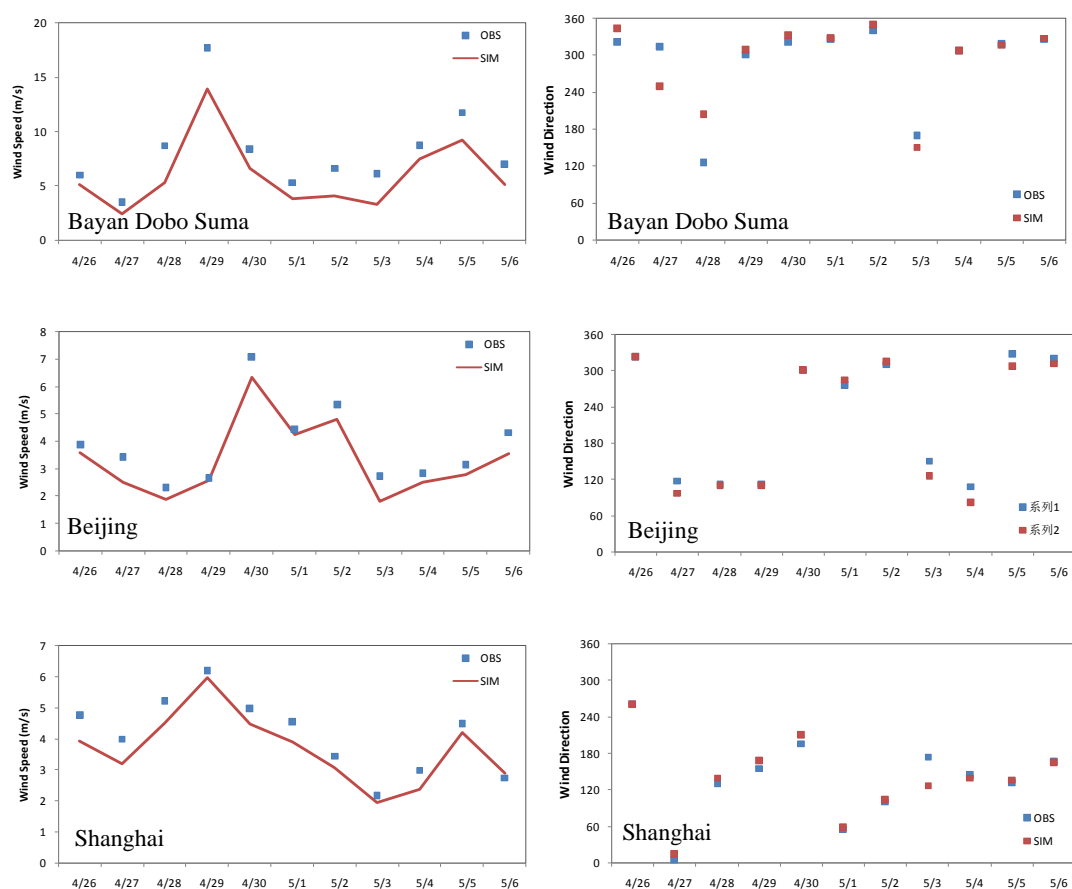 20
15
10
5
0
Wind Speed (m/s)
OBS
SIM
Bayan Dobo Suma
4/26 4/27 4/28 4/29 4/30 5/1 5/2 5/3 5/4 5/5 5/6
360
300
240
180
120
60
0
Wind Direction
OBS
SIM
Bayan Dobo Suma
4/26 4/27 4/28 4/29 4/30 5/1 5/2 5/3 5/4 5/5 5/6
8
7
6
5
4
3
2
1
0
Wind Speed (m/s)
OBS
SIM
Beijing
4/26 4/27 4/28 4/29 4/30 5/1 5/2 5/3 5/4 5/5 5/6
360
300
240
180
120
60
0
Wind Direction
系列1
系列2
Beijing
4/26 4/27 4/28 4/29 4/30 5/1 5/2 5/3 5/4 5/5 5/6
7
6
5
4
3
2
1
0
Wind Speed (m/s)
OBS
SIM
Shanghai
4/26 4/27 4/28 4/29 4/30 5/1 5/2 5/3 5/4 5/5 5/6
360
300
240
180
120
60
0
Wind Direction
OBS
SIM
Shanghai
4/26 4/27 4/28 4/29 4/30 5/1 5/2 5/3 5/4 5/5 5/6